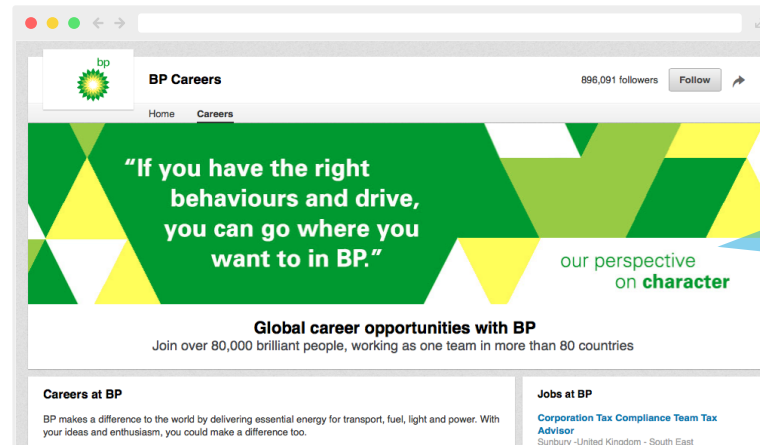 bp
BP Careers
896,091 followers
Follow
Home
Careers
“If you have the right
behaviours and drive,
you can go where you
want to in BP.”
our perspective
on character
Global career opportunities with BP
Join over 80,000 brilliant people, working as one team in more than 80 countries
Careers at BP
BP makes a difference to the world by delivering essential energy for transport, fuel, light and power. With
your ideas and enthusiasm, you could make a difference too.
Jobs at BP
Corporation Tax Compliance Team Tax
Advisor
Sunbury -United Kingdom - South East